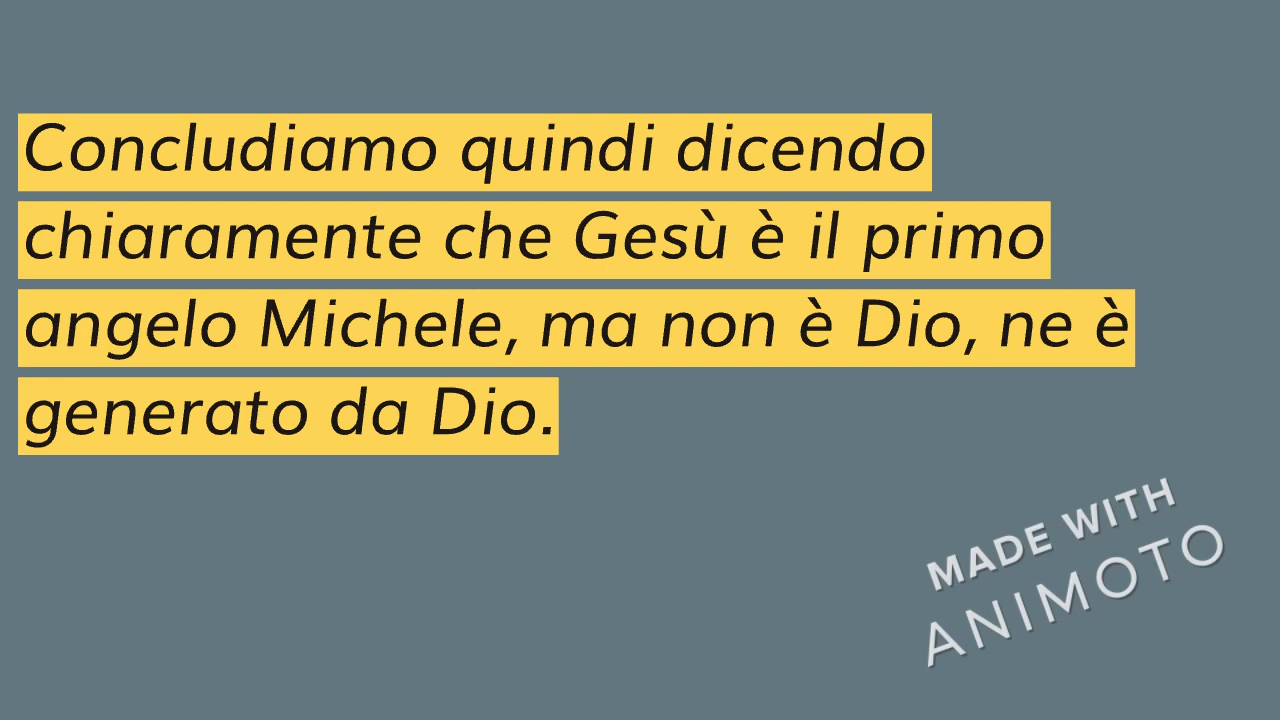 Concludiamo quindi dicendo
chiaramente che Gesù è il primo
angelo Michele, ma non è Dio, ne è
generato da Dio.
MADE WITH
ANIMOTO